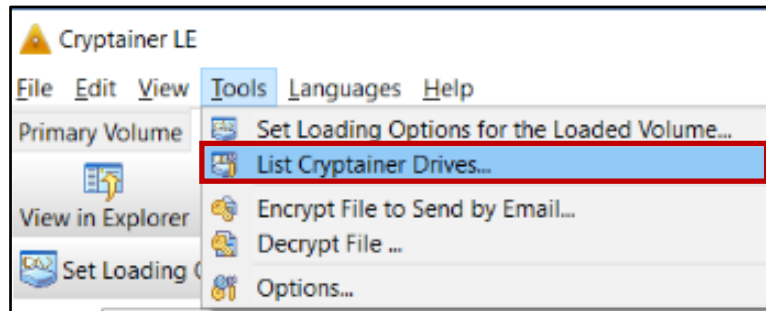 Cryptainer LE
File Edit View Tools Languages Help
Primary Volume
Set Loading Options for the Loaded Volume...
List Cryptainer Drives...
View in Explorer
Encrypt File to Send by Email...
Decrypt File ...
Set Loading
Options...